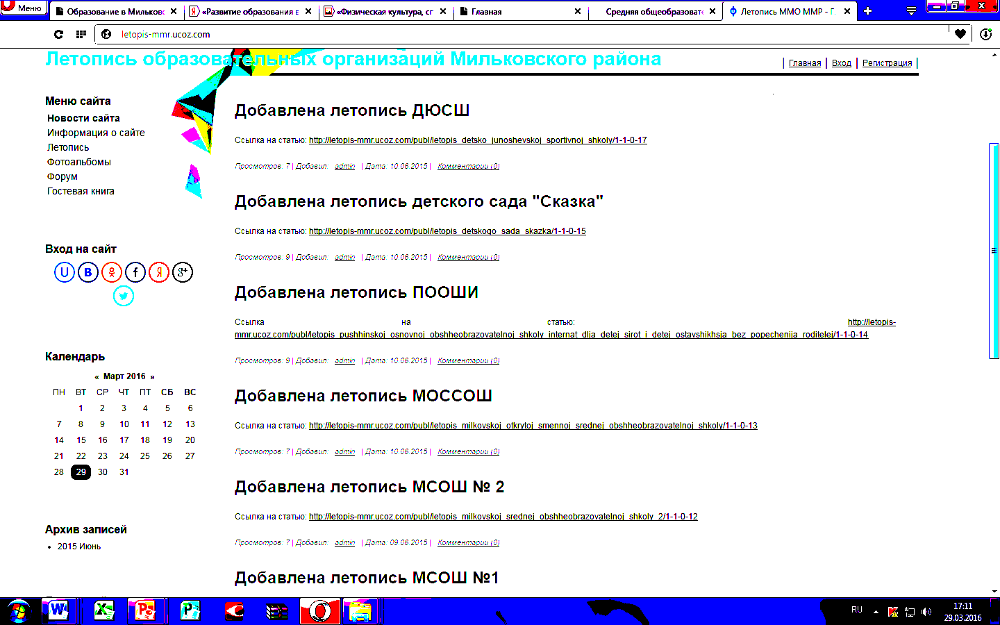 Меню
Образование в Мильковс
«Развитие образования в
«Физическая культура, сп
Главная
Средняя общеобразовате
Летопись ММО ММР - Г
letopis-mmr.ucoz.com
Летопись образовательных организаций Мильковского района
| Главная | Вход | Регистрация |
Меню сайта
Новости сайта
Информация о сайте
Летопись
Фотоальбомы
Форум
Гостевая книга
Вход на сайт
Календарь
« Март 2016 »
ПН ВТ СР ЧТ ПТ СБ ВС
1 2 3 4 5 6
7 8 9 10 11 12 13
14 15 16 17 18 19 20
21 22 23 24 25 26 27
28 29 30 31
Архив записей
2015 Июнь
Добавлена летопись ДЮСШ
Ссылка на статью: http://letopis-mmr.ucoz.com/publ/letopis_detsko_junoshevskoj_sportivnoj_shkoly/1-1-0-17
Просмотров: 7 | Добавил: admin | Дата: 10.06.2015 | Комментарии (0)
Добавлена летопись детского сада "Сказка"
Ссылка на статью: http://letopis-mmr.ucoz.com/publ/letopis_detskogo_sada_skazka/1-1-0-15
Просмотров: 9 | Добавил: admin | Дата: 10.06.2015 | Комментарии (0)
Добавлена летопись ПООШИ
Ссылка на статью: http://letopis-
mmr.ucoz.com/publ/letopis_pushhinskoj_osnovnoj_obshheobrazovatelnoj_shkoly_internat_dlja_detej_sirot_i_detej_ostavshikhsja_bez_popechenija_roditelej/1-1-0-14
Просмотров: 9 | Добавил: admin | Дата: 10.06.2015 | Комментарии (0)
Добавлена летопись МОССОШ
Ссылка на статью: http://letopis-mmr.ucoz.com/publ/letopis_milkovskoj_otkrytoj_smennoj_srednej_obshheobrazovatelnoj_shkoly/1-1-0-13
Просмотров: 7 | Добавил: admin | Дата: 10.06.2015 | Комментарии (0)
Добавлена летопись МСОШ № 2
Ссылка на статью: http://letopis-mmr.ucoz.com/publ/letopis_milkovskoj_srednej_obshheobrazovatelnoj_shkoly_2/1-1-0-12
Просмотров: 7 | Добавил: admin | Дата: 09.06.2015 | Комментарии (0)
Добавлена летопись МСОШ №1
RU
17:11
29.03.2016